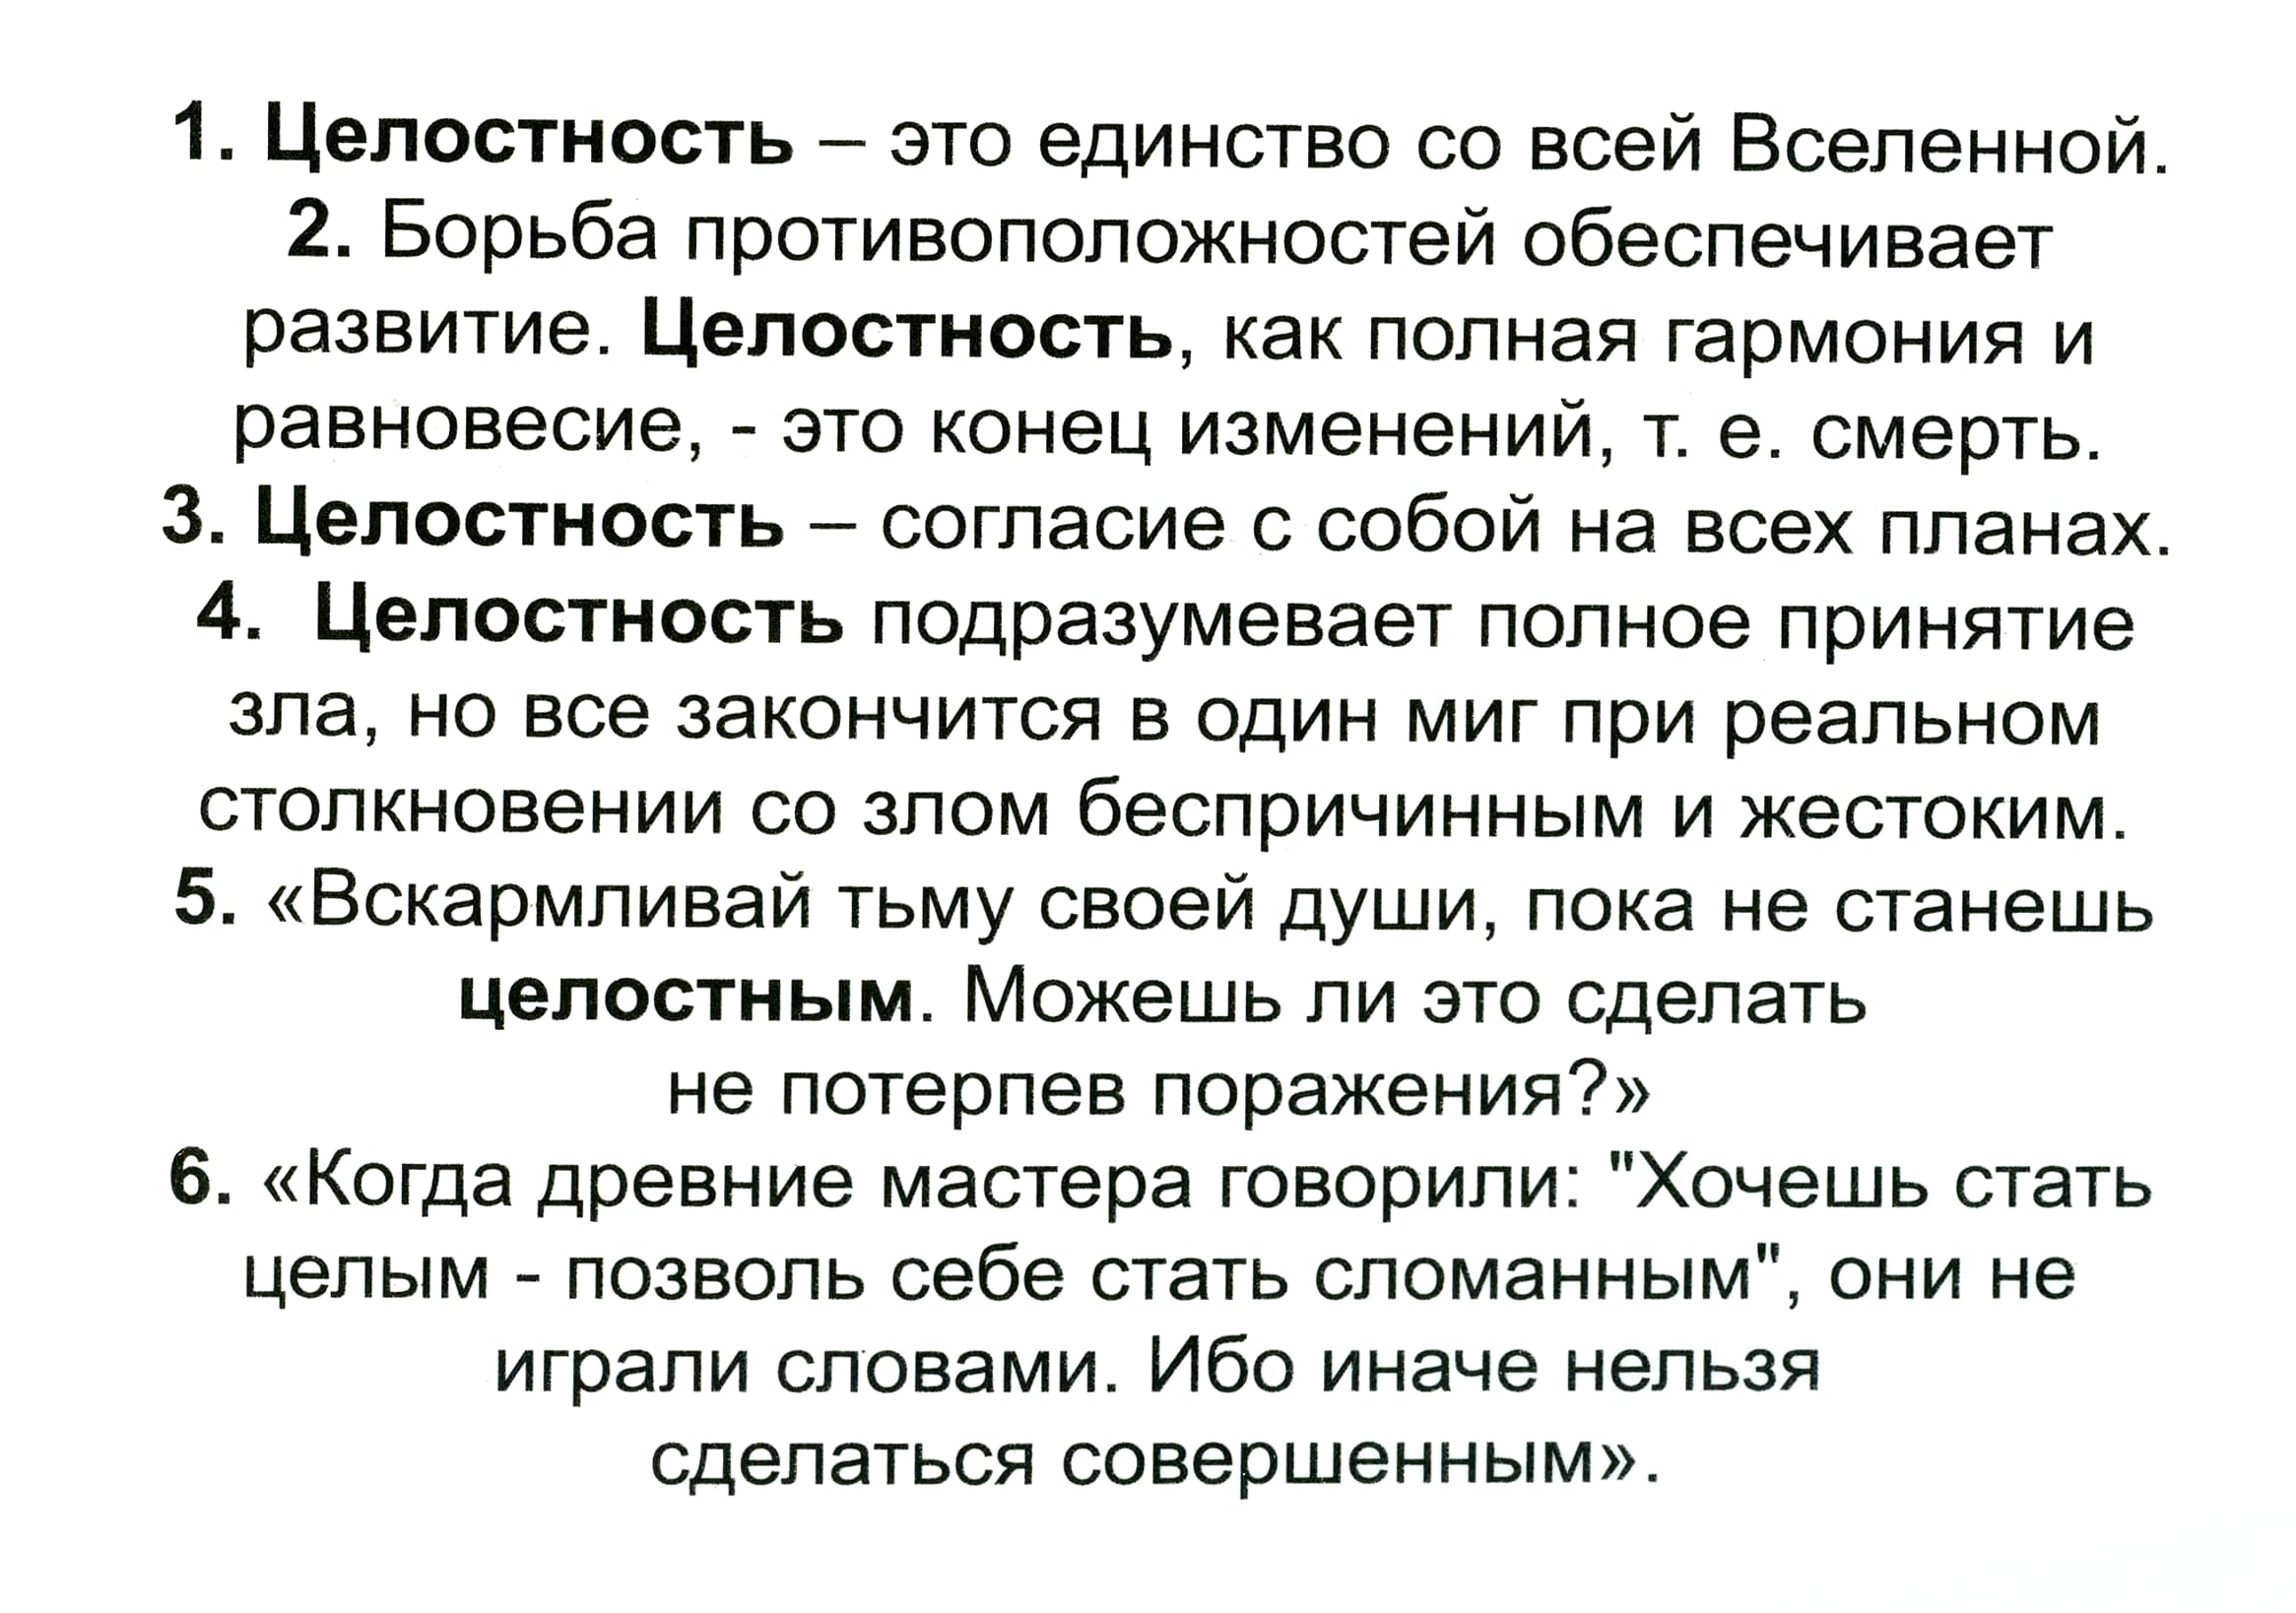 1. Целостность – это единство со всей Вселенной.
2. Борьба противоположностей обеспечивает
развитие. Целостность, как полная гармония и
равновесие, - это конец изменений, т. е. смерть.
3. Целостность – согласие с собой на всех планах.
4. Целостность подразумевает полное принятие
зла, но все закончится в один миг при реальном
столкновении со злом беспричинным и жестоким.
5. «Вскармливай тьму своей души, пока не станешь
целостным. Можешь ли это сделать
не потерпев поражения?»
6. «Когда древние мастера говорили: "Хочешь стать
целым - позволь себе стать сломанным", они не
играли словами. Ибо иначе нельзя
сделаться совершенным».